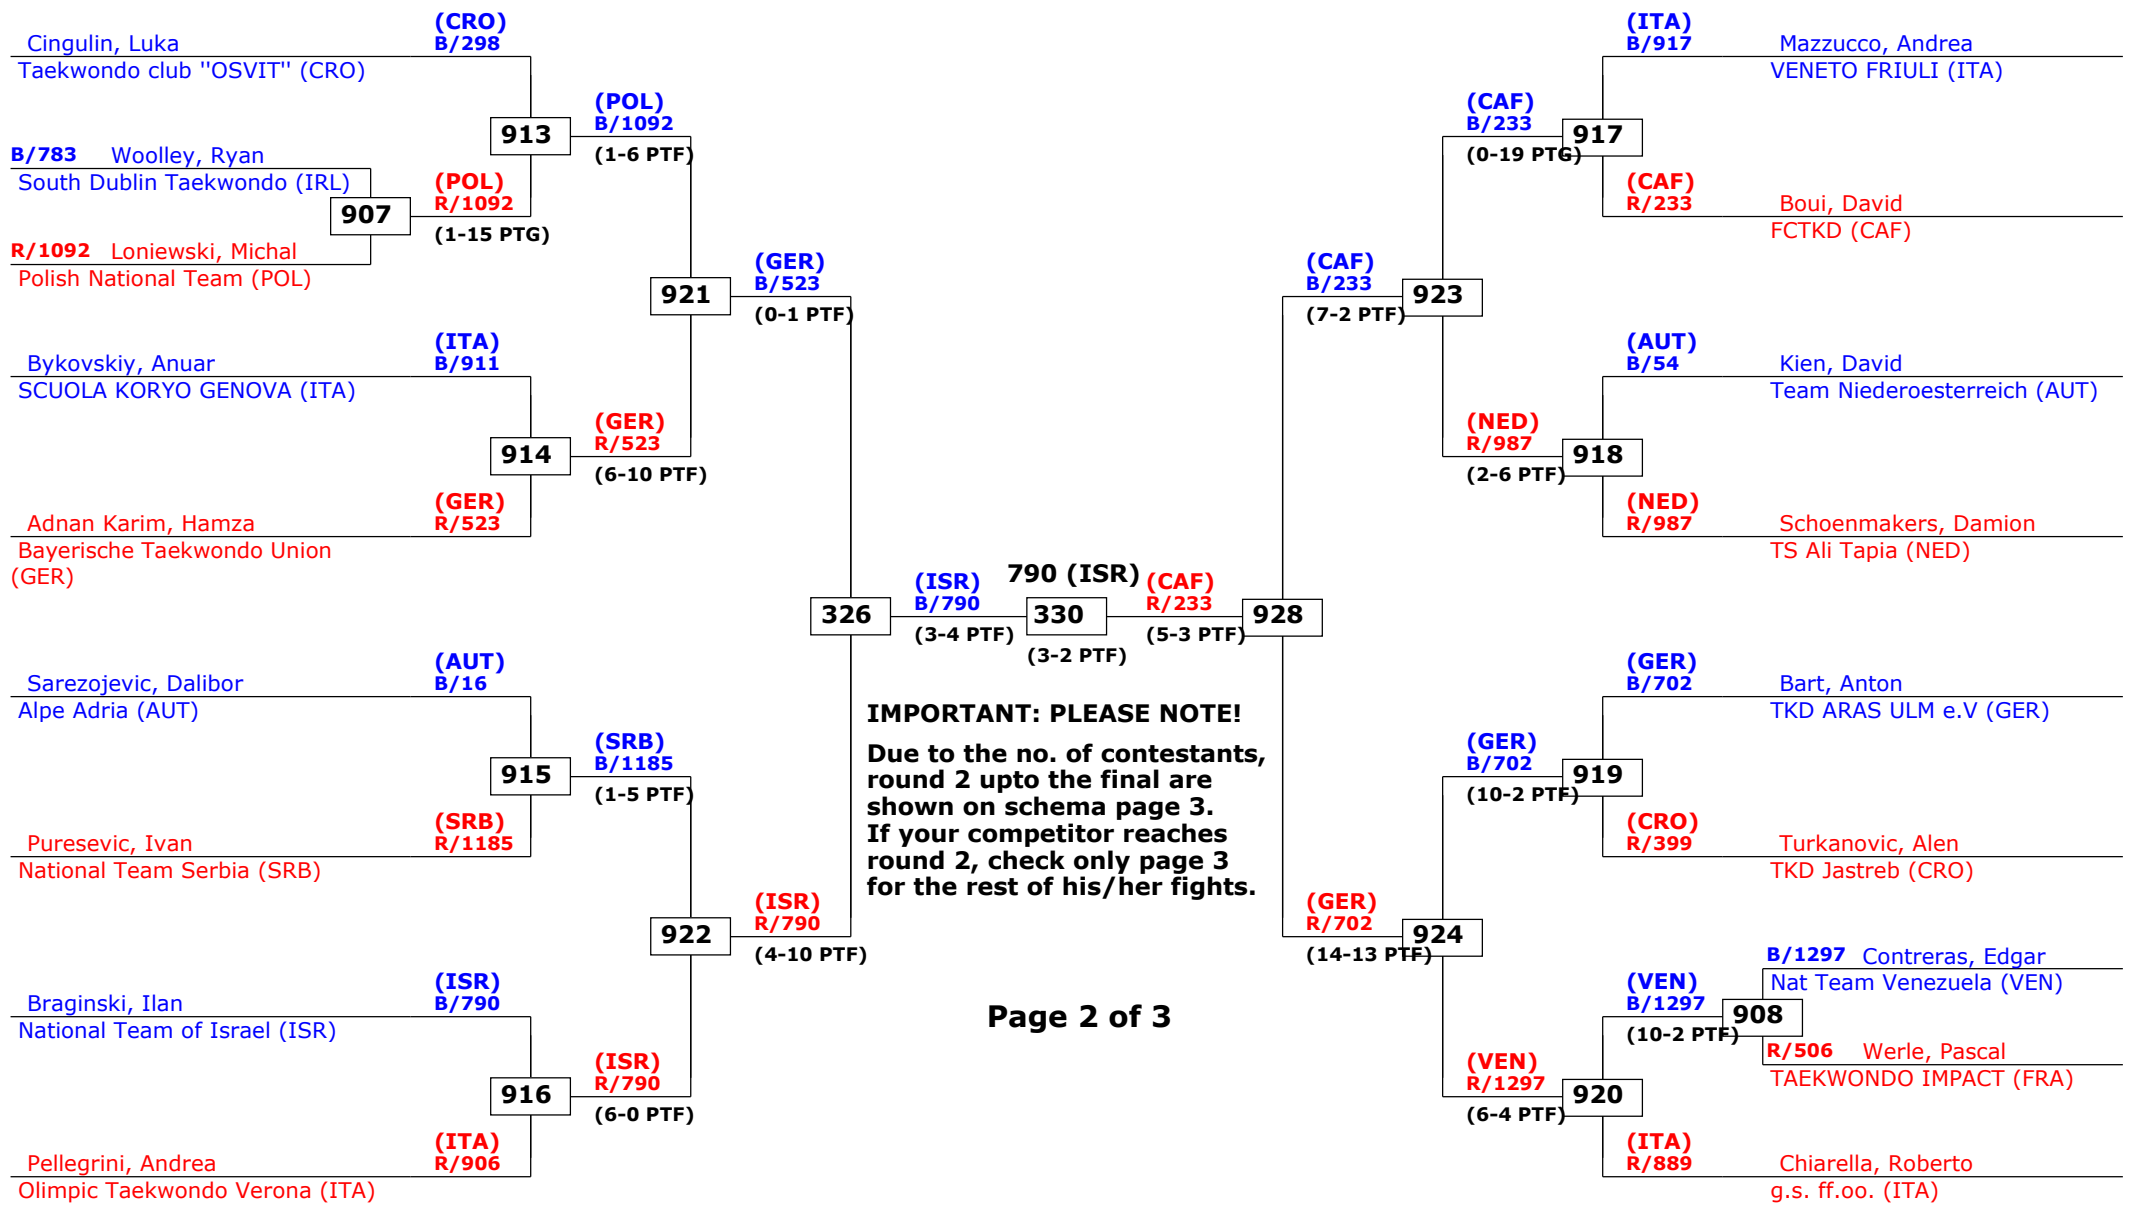 (CRO)
Cingulin, Luka B/298
Taekwondo club "OSVIT" (CRO)
(POL)
B/1092
913
(1-6 PTF)
B/783 Woolley, Ryan
South Dublin Taekwondo (IRL)
(POL)
R/1092
907
(1-15 PTG)
R/1092 Loniewski, Michal
Polish National Team (POL)
(GER)
B/523
921
(0-1 PTF)
(ITA)
Bykovskiy, Anuar B/911
SCUOLA KORYO GENOVA (ITA)
(GER)
R/523
914
(6-10 PTF)
(GER)
Adnan Karim, Hamza R/523
Bayerische Taekwondo Union
(GER)
326
(ISR)
B/790
(3-4 PTF)
790 (ISR)
330
(3-2 PTF)
(CAF)
R/233
(5-3 PTF)
928
(AUT)
Sarezojevic, Dalibor B/16
Alpe Adria (AUT)
(SRB)
B/1185
915
(1-5 PTF)
(SRB)
Puresevic, Ivan R/1185
National Team Serbia (SRB)
(ISR)
R/790
922
(4-10 PTF)
(ISR)
Braginski, Ilan B/790
National Team of Israel (ISR)
(ISR)
R/790
916
(6-0 PTF)
(ITA)
Pellegrini, Andrea R/906
Olimpic Taekwondo Verona (ITA)
IMPORTANT: PLEASE NOTE!
Due to the no. of contestants,
round 2 upto the final are
shown on schema page 3.
If your competitor reaches
round 2, check only page 3
for the rest of his/her fights.
Page 2 of 3
(ITA)
B/917 Mazzucco, Andrea
VENETO FRIULI (ITA)
(CAF)
B/233
917
(0-19 PTG)
(CAF)
R/233 Boui, David
FCTKD (CAF)
(CAF)
B/233
923
(7-2 PTF)
(AUT)
B/54 Kien, David
Team Niederoesterreich (AUT)
(NED)
R/987
918
(2-6 PTF)
(NED)
R/987 Schoenmakers, Damion
TS Ali Tapia (NED)
(GER)
B/702 Bart, Anton
TKD ARAS ULM e.V (GER)
(GER)
B/702
919
(10-2 PTF)
(CRO)
R/399 Turkanovic, Alen
TKD Jastreb (CRO)
(GER)
R/702
924
(14-13 PTF)
B/1297 Contreras, Edgar
Nat Team Venezuela (VEN)
(VEN)
B/1297
908
(10-2 PTF)
R/506 Werle, Pascal
TAEKWONDO IMPACT (FRA)
(VEN)
R/1297
920
(6-4 PTF)
(ITA)
R/889 Chiarella, Roberto
g.s. ff.oo. (ITA)